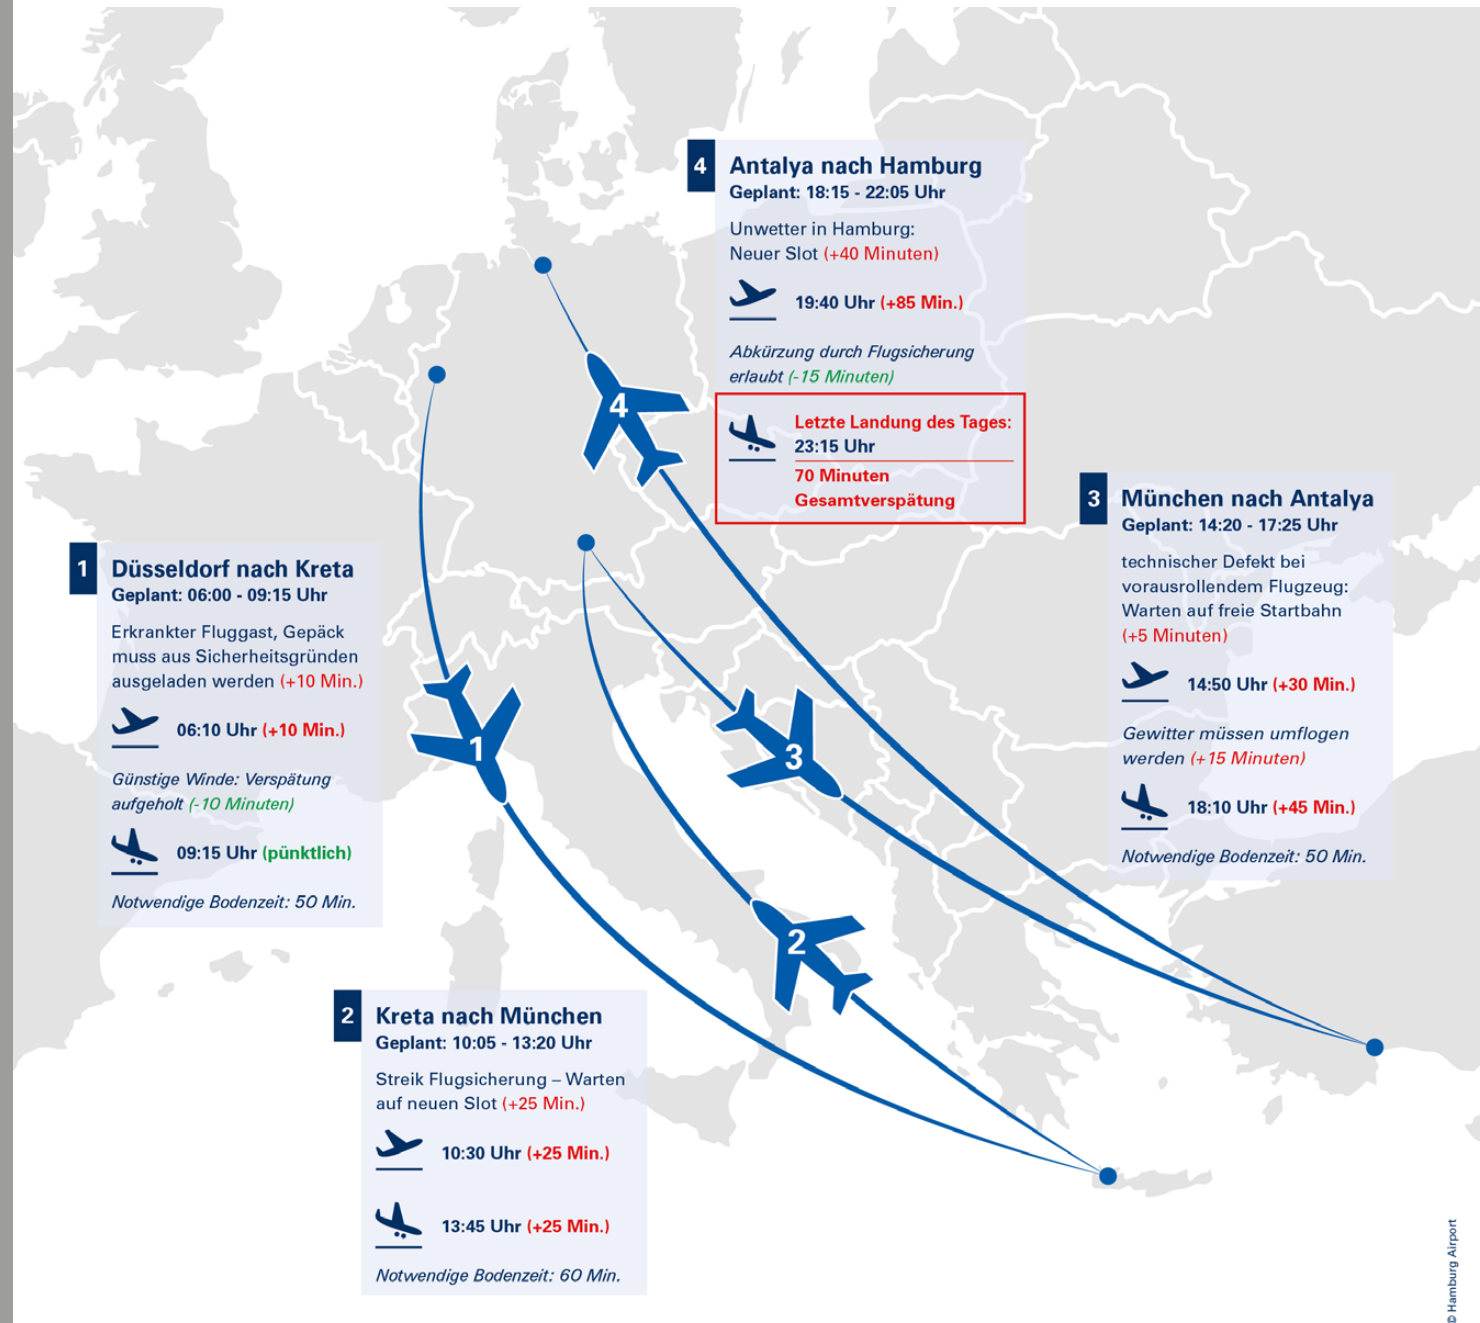 4
Antalya nach Hamburg
Geplant: 18:15 - 22:05 Uhr
Unwetter in Hamburg:
Neuer Slot (+40 Minuten)
19:40 Uhr (+85 Min.)
Abkürzung durch Flugsicherung
erlaubt (-15 Minuten)
Letzte Landung des Tages:
23:15 Uhr
70 Minuten
Gesamtverspätung
4
3
München nach Antalya
Geplant: 14:20 - 17:25 Uhr
technischer Defekt bei
vorausrollendem Flugzeug:
Warten auf freie Startbahn
(+5 Minuten)
14:50 Uhr (+30 Min.)
Gewitter müssen umflogen
werden (+15 Minuten)
18:10 Uhr (+45 Min.)
Notwendige Bodenzeit: 50 Min.
1
Düsseldorf nach Kreta
Geplant: 06:00 - 09:15 Uhr
Erkrankter Fluggast, Gepäck
muss aus Sicherheitsgründen
ausgeladen werden (+10 Min.)
06:10 Uhr (+10 Min.)
Günstige Winde: Verspätung
aufgeholt (-10 Minuten)
09:15 Uhr (pünktlich)
Notwendige Bodenzeit: 50 Min.
1
3
2
2
Kreta nach München
Geplant: 10:05 - 13:20 Uhr
Streik Flugsicherung – Warten
auf neuen Slot (+25 Min.)
10:30 Uhr (+25 Min.)
13:45 Uhr (+25 Min.)
Notwendige Bodenzeit: 60 Min.
© Hamburg Airport